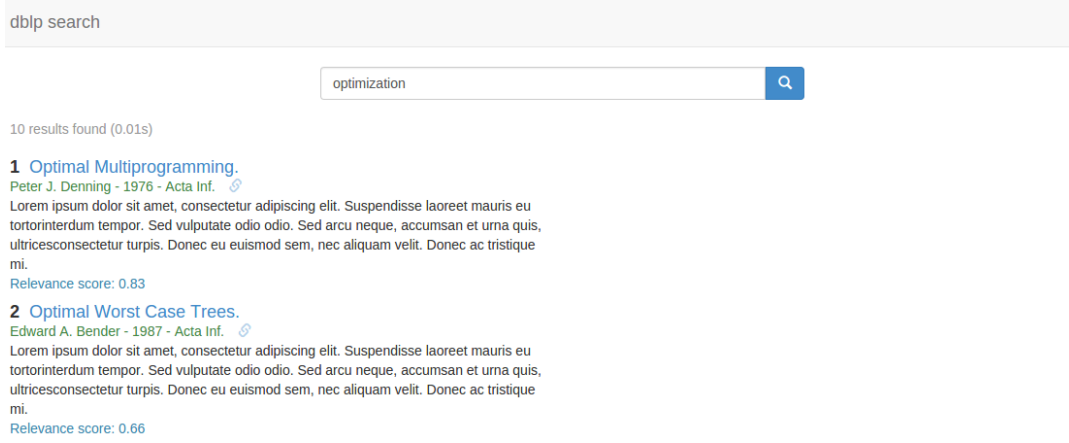 dblp search
optimization
10 results found (0.01s)
1 Optimal Multiprogramming.
Peter J. Denning - 1976 - Acta Inf.
Lorem ipsum dolor sit amet, consectetur adipiscing elit. Suspendisse laoreet mauris eu
tortorinterdum tempor. Sed vulputate odio odio. Sed arcu neque, accumsan et urna quis,
ultricesconsectetur turpis. Donec eu euismod sem, nec aliquam velit. Donec ac tristique
mi.
Relevance score: 0.83
2 Optimal Worst Case Trees.
Edward A. Bender - 1987 - Acta Inf.
Lorem ipsum dolor sit amet, consectetur adipiscing elit. Suspendisse laoreet mauris eu
tortorinterdum tempor. Sed vulputate odio odio. Sed arcu neque, accumsan et urna quis,
ultricesconsectetur turpis. Donec eu euismod sem, nec aliquam velit. Donec ac tristique
mi.
Relevance score: 0.66